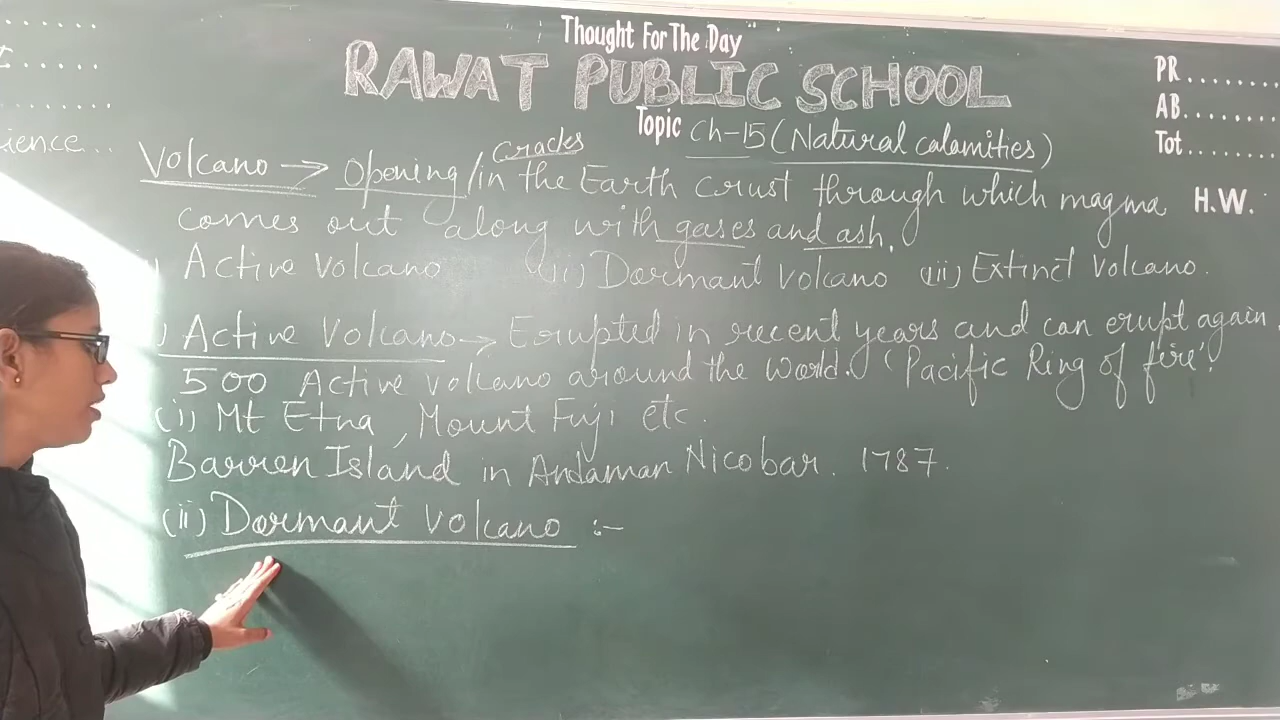 Thought For The Day
RAWAT PUBLIC SCHOOL
Topic Ch-15 (Natural calamities)
PR........
AB........
Tot........
H.W.
ience...
Cracks
Volcano → Opening/in the Earth crust through which magma
comes out along with gases and ash.
) Active Volcano (ii) Dormant Volcano (iii) Extinct Volcano.
) Active Volcano → Erupted in recent years and can erupt again.
500 Active volcano around the world. 'Pacific Ring of fire'.
(i) Mt Etna, Mount Fuji etc.
Barren Island in Andaman Nicobar. 1787.
(ii) Dormant Volcano :-